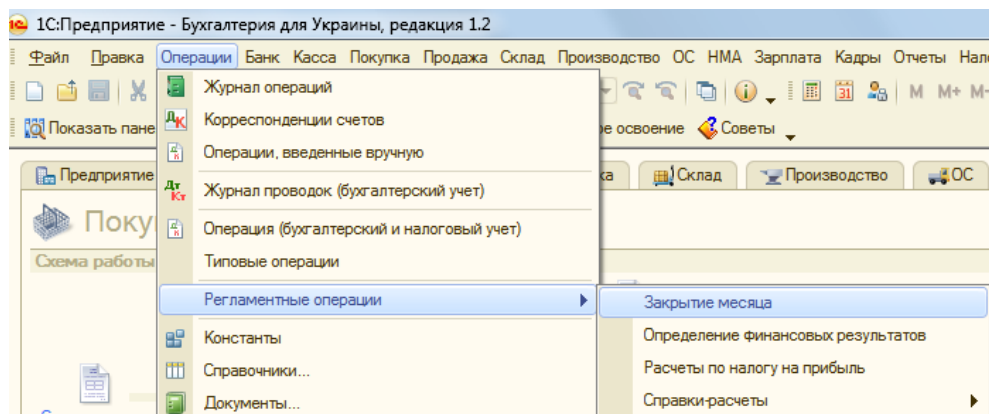 1С:Предприятие - Бухгалтерия для Украины, редакция 1.2
Файл Правка Операции Банк Касса Покупка Продажа Склад Производство ОС НМА Зарплата Кадры Отчеты Нало
М М+ М-
Показать пане ое освоение Советы
Предприятие ка Склад Производство ОС
Поку
Схема работы
Журнал операций
Корреспонденции счетов
Операции, введенные вручную
Журнал проводок (бухгалтерский учет)
Операция (бухгалтерский и налоговый учет)
Типовые операции
Регламентные операции
Константы
Справочники...
Документы...
Закрытие месяца
Определение финансовых результатов
Расчеты по налогу на прибыль
Справки-расчеты